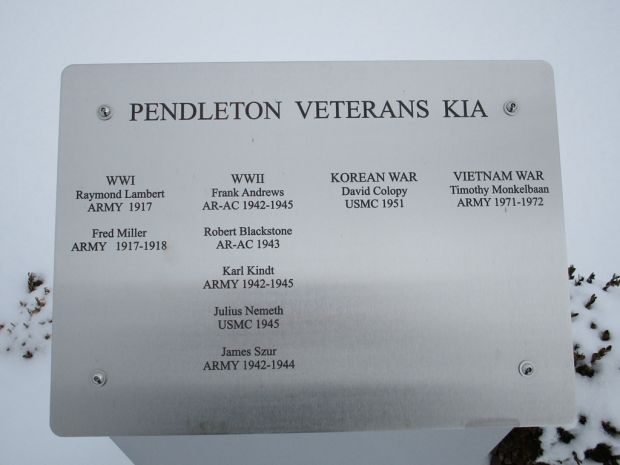 PENDLETON VETERANS KIA
WWI
Raymond Lambert
ARMY 1917
Fred Miller
ARMY 1917-1918
WWII
Frank Andrews
AR-AC 1942-1945
Robert Blackstone
AR-AC 1943
Karl Kindt
ARMY 1942-1945
Julius Nemeth
USMC 1945
James Szur
ARMY 1942-1944
KOREAN WAR
David Colopy
USMC 1951
VIETNAM WAR
Timothy Monkelbaan
ARMY 1971-1972